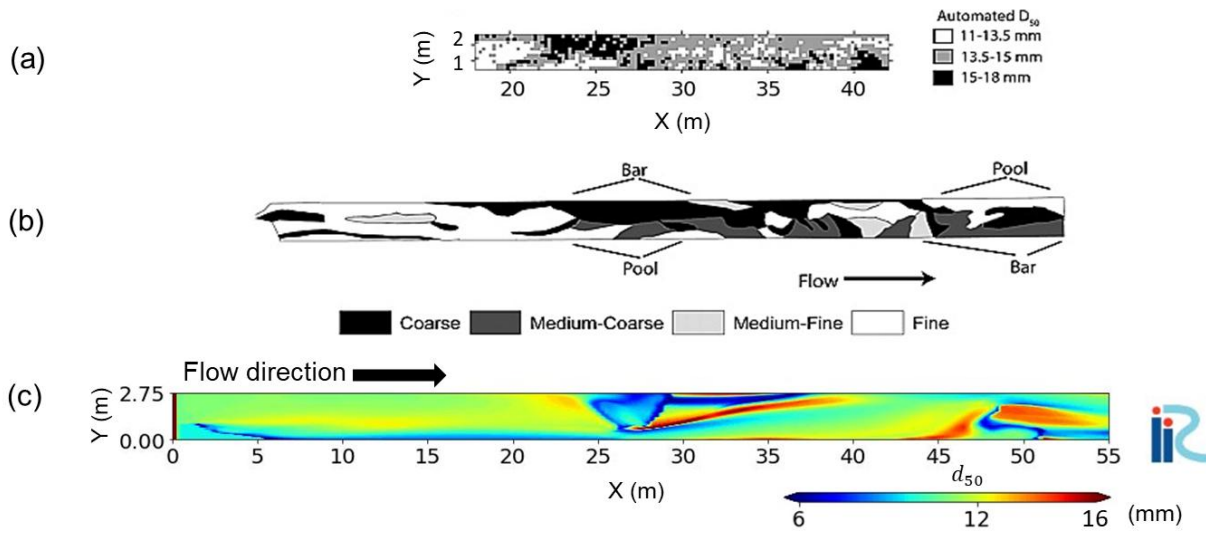 (a)
Y (m)
2
1
20 25 30 35 40
X (m)
Automated D50
11-13.5 mm
13.5-15 mm
15-18 mm
(b)
Bar
Pool
Pool
Bar
Flow
Coarse Medium-Coarse Medium-Fine Fine
(c)
Flow direction
Y (m)
2.75
0.00
0 5 10 15 20 25 30 35 40 45 50 55
X (m)
d50
6 12 16 (mm)